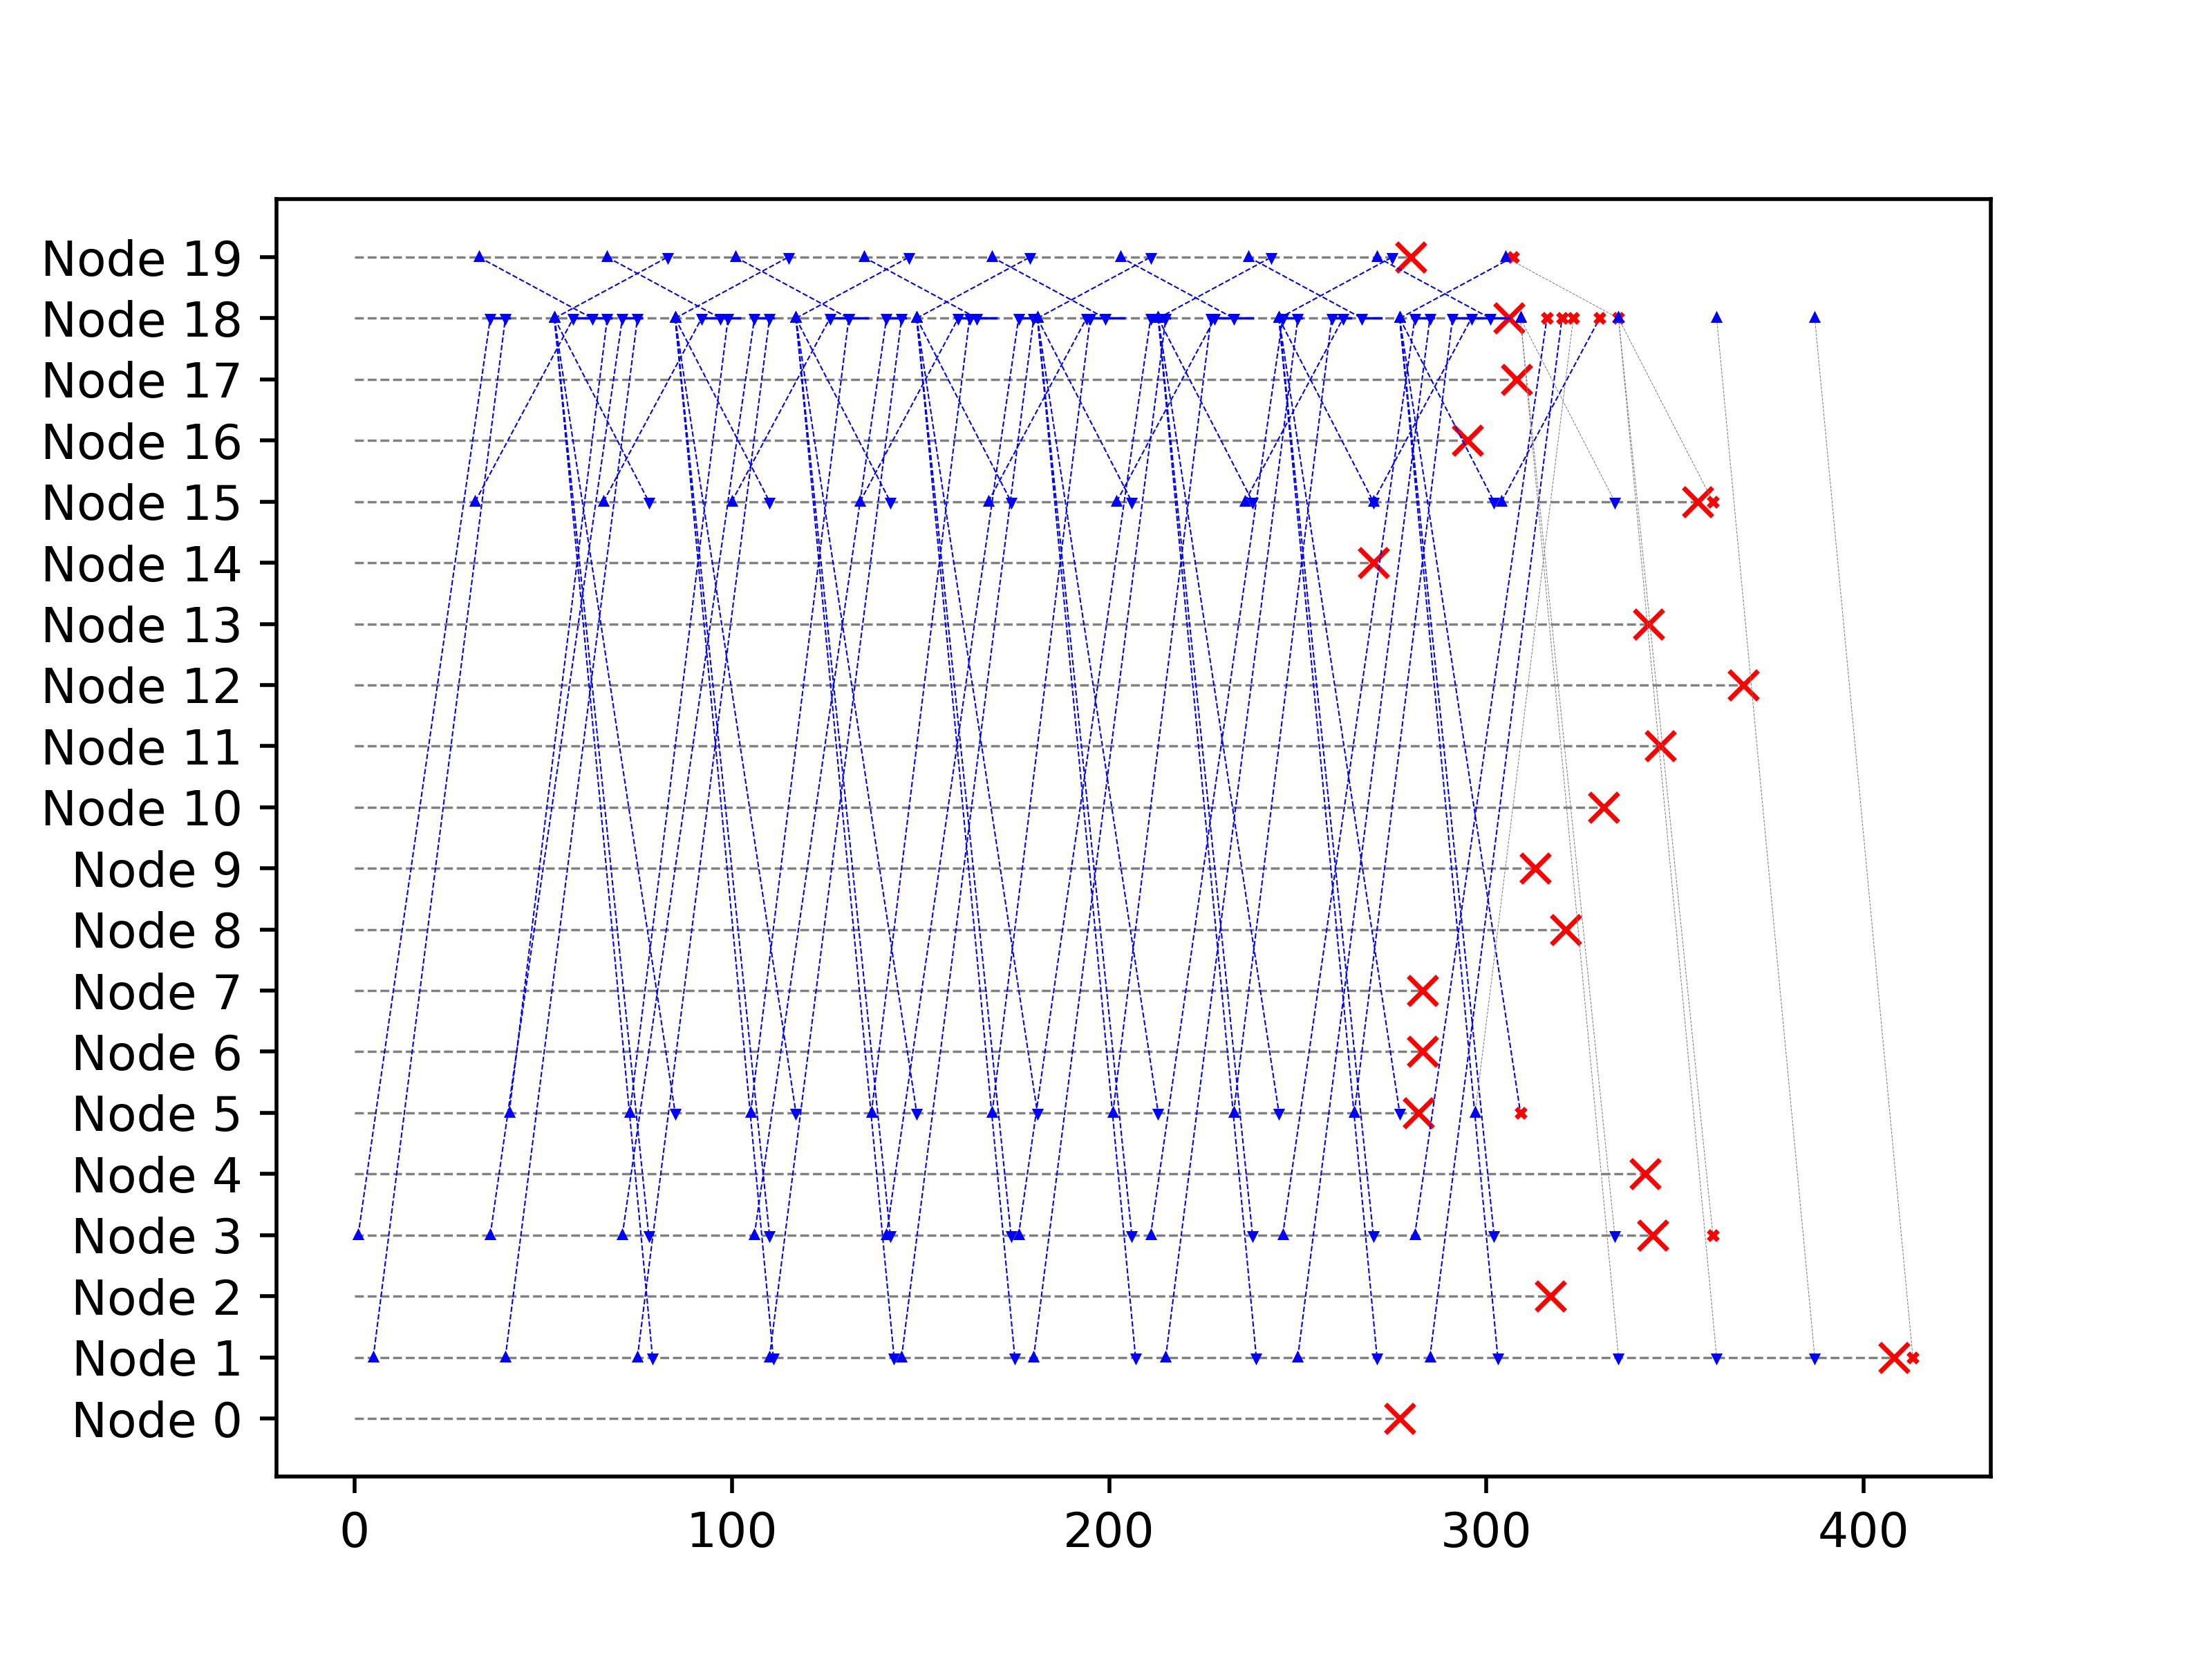 Node 19
Node 18
Node 17
Node 16
Node 15
Node 14
Node 13
Node 12
Node 11
Node 10
Node 9
Node 8
Node 7
Node 6
Node 5
Node 4
Node 3
Node 2
Node 1
Node 0
0 100 200 300 400